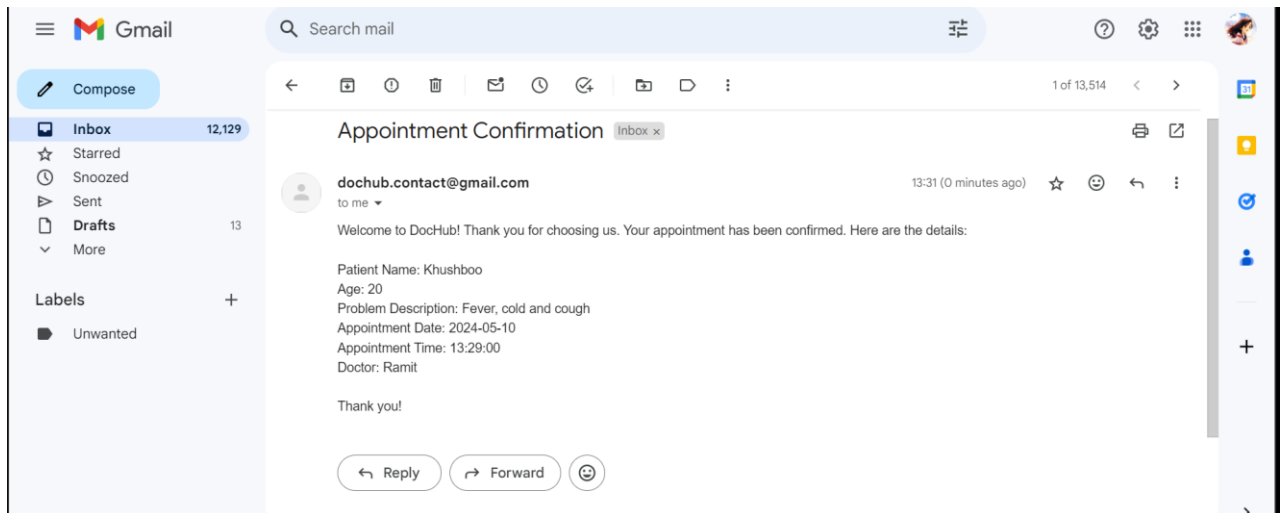 Gmail
Search mail
Compose
1 of 13,514
Inbox 12,129
Starred
Snoozed
Sent
Drafts 13
More
Labels
Unwanted
Appointment Confirmation Inbox x
dochub.contact@gmail.com 13:31 (0 minutes ago)
to me
Welcome to DocHub! Thank you for choosing us. Your appointment has been confirmed. Here are the details:
Patient Name: Khushboo
Age: 20
Problem Description: Fever, cold and cough
Appointment Date: 2024-05-10
Appointment Time: 13:29:00
Doctor: Ramit
Thank you!
Reply Forward
31